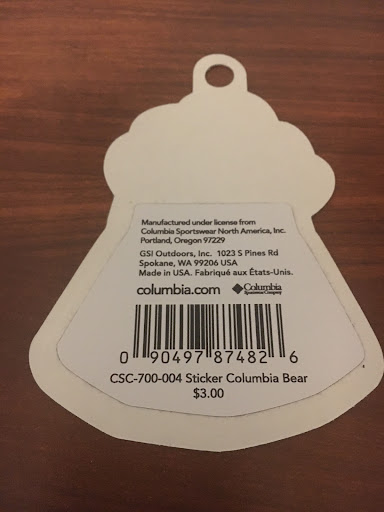 Manufactured under license from
Columbia Sportswear North America, Inc.
Portland, Oregon 97229
GSI Outdoors, Inc. 1023 S Pines Rd
Spokane, WA 99206 USA
Made in USA. Fabriqué aux États-Unis.
columbia.com Columbia
Sportswear Company
0 90497 87482 6
CSC-700-004 Sticker Columbia Bear
$3.00